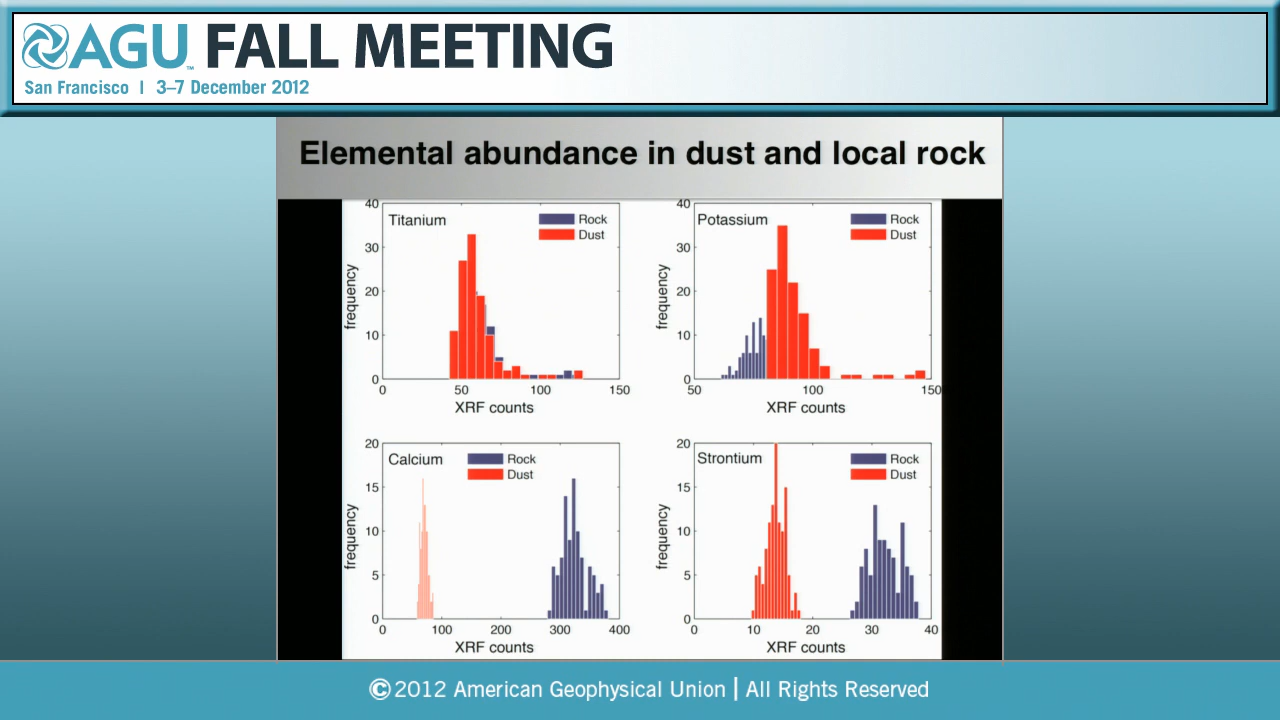 AGU™ FALL MEETING
San Francisco | 3–7 December 2012
Elemental abundance in dust and local rock
Titanium
Rock
Dust
40
30
20
10
0
frequency
0 50 100 150
XRF counts
Potassium
Rock
Dust
40
30
20
10
0
frequency
50 100 150
XRF counts
Calcium
Rock
Dust
20
15
10
5
0
frequency
0 100 200 300 400
XRF counts
Strontium
Rock
Dust
20
15
10
5
0
frequency
0 10 20 30 40
XRF counts
©2012 American Geophysical Union | All Rights Reserved